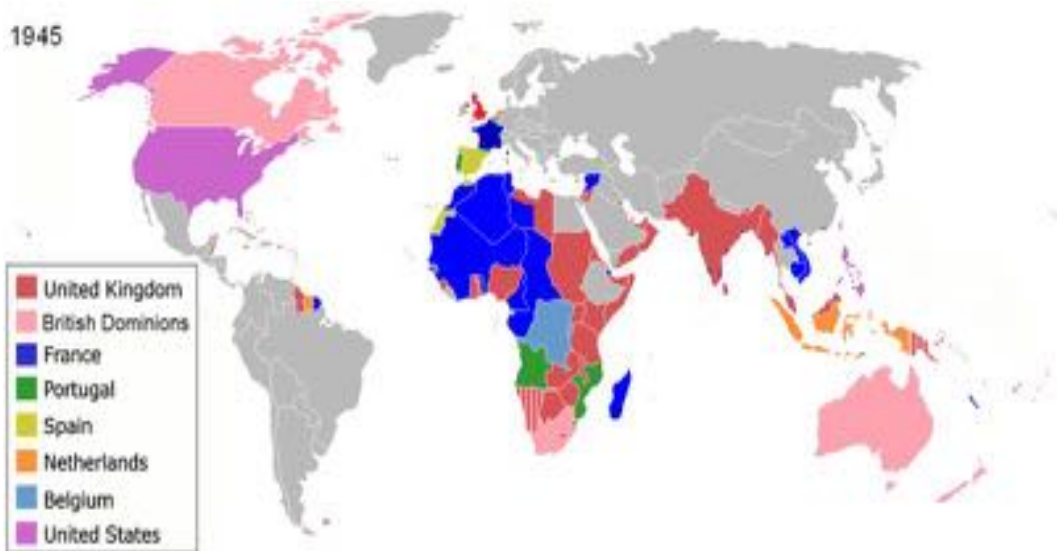 1945
United Kingdom
British Dominions
France
Portugal
Spain
Netherlands
Belgium
United States